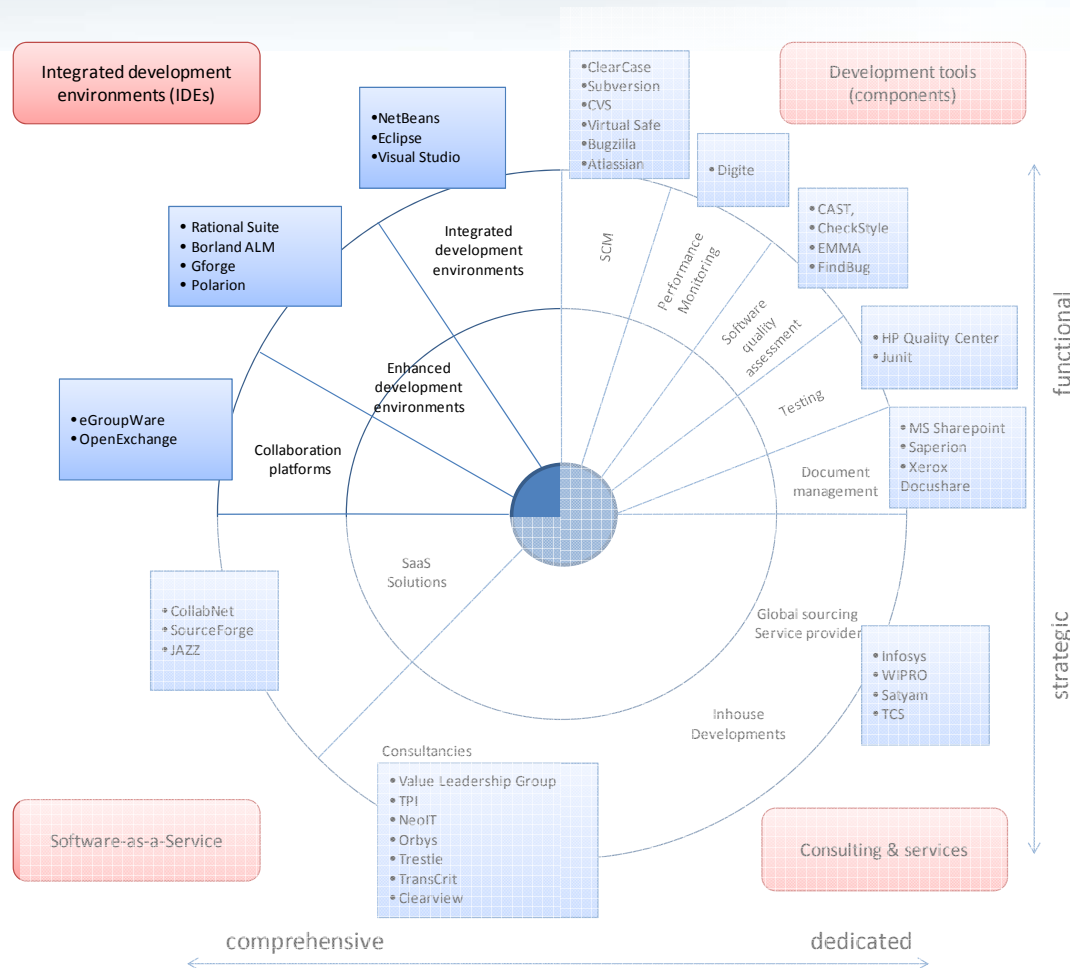 Integrated development
environments (IDEs)
Development tools
(components)
•ClearCase
•Subversion
•CVS
•Virtual Safe
•Bugzilla
•Atlassian
•NetBeans
•Eclipse
•Visual Studio
• Digite
• CAST,
• CheckStyle
• EMMA
• FindBug
• Rational Suite
• Borland ALM
• Gforge
• Polarion
Integrated
development
environments
SCM
Performance
Monitoring
Software
quality
assessment
• HP Quality Center
• Junit
functional
Enhanced
development
environments
Testing
• eGroupWare
• OpenExchange
Collaboration
platforms
• MS Sharepoint
• Saperion
• Xerox
Docushare
Document
management
SaaS
Solutions
• CollabNet
• SourceForge
• JAZZ
Global sourcing
Service provider
• Infosys
• WIPRO
• Satyam
• TCS
strategic
Inhouse
Developments
Consultancies
• Value Leadership Group
• TPI
• NeoIT
• Orbys
• Trestle
• TransCrit
• Clearview
Software-as-a-Service
Consulting & services
comprehensive
dedicated